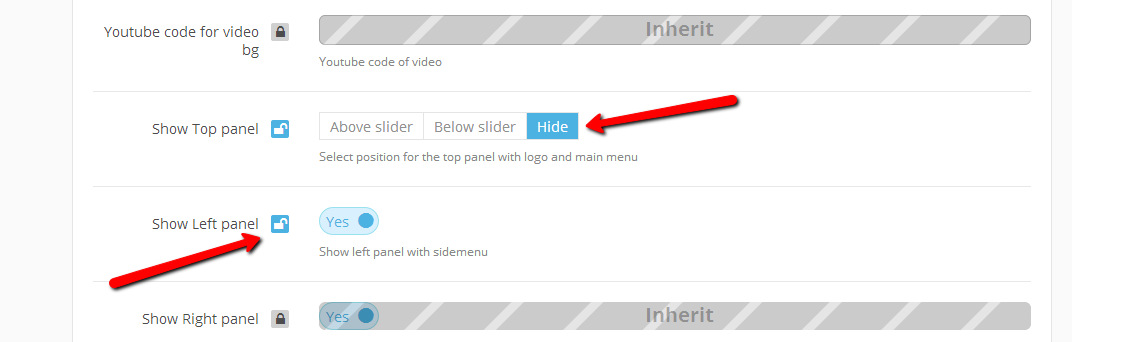 Youtube code for video bg
Inherit
Youtube code of video
Show Top panel
Above slider Below slider Hide
Select position for the top panel with logo and main menu
Show Left panel
Yes
Show left panel with sidemenu
Show Right panel
Yes Inherit